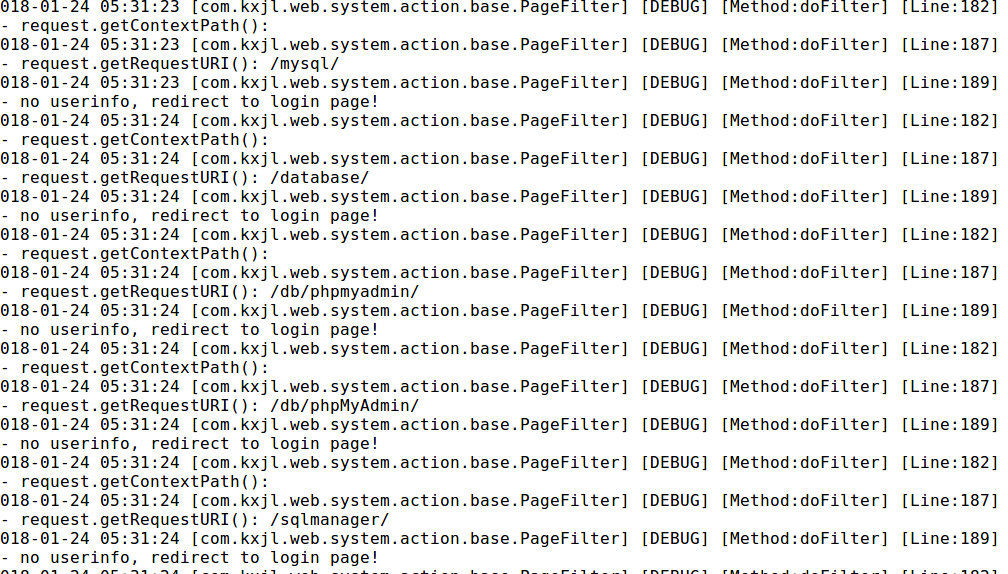 018-01-24 05:31:23 [com.kxjl.web.system.action.base.PageFilter] [DEBUG] [Method:doFilter] [Line:182]
- request.getContextPath():
018-01-24 05:31:23 [com.kxjl.web.system.action.base.PageFilter] [DEBUG] [Method:doFilter] [Line:187]
- request.getRequestURI(): /mysql/
018-01-24 05:31:23 [com.kxjl.web.system.action.base.PageFilter] [DEBUG] [Method:doFilter] [Line:189]
- no userinfo, redirect to login page!
018-01-24 05:31:24 [com.kxjl.web.system.action.base.PageFilter] [DEBUG] [Method:doFilter] [Line:182]
- request.getContextPath():
018-01-24 05:31:24 [com.kxjl.web.system.action.base.PageFilter] [DEBUG] [Method:doFilter] [Line:187]
- request.getRequestURI(): /database/
018-01-24 05:31:24 [com.kxjl.web.system.action.base.PageFilter] [DEBUG] [Method:doFilter] [Line:189]
- no userinfo, redirect to login page!
018-01-24 05:31:24 [com.kxjl.web.system.action.base.PageFilter] [DEBUG] [Method:doFilter] [Line:182]
- request.getContextPath():
018-01-24 05:31:24 [com.kxjl.web.system.action.base.PageFilter] [DEBUG] [Method:doFilter] [Line:187]
- request.getRequestURI(): /db/phpmyadmin/
018-01-24 05:31:24 [com.kxjl.web.system.action.base.PageFilter] [DEBUG] [Method:doFilter] [Line:189]
- no userinfo, redirect to login page!
018-01-24 05:31:24 [com.kxjl.web.system.action.base.PageFilter] [DEBUG] [Method:doFilter] [Line:182]
- request.getContextPath():
018-01-24 05:31:24 [com.kxjl.web.system.action.base.PageFilter] [DEBUG] [Method:doFilter] [Line:187]
- request.getRequestURI(): /db/phpMyAdmin/
018-01-24 05:31:24 [com.kxjl.web.system.action.base.PageFilter] [DEBUG] [Method:doFilter] [Line:189]
- no userinfo, redirect to login page!
018-01-24 05:31:24 [com.kxjl.web.system.action.base.PageFilter] [DEBUG] [Method:doFilter] [Line:182]
- request.getContextPath():
018-01-24 05:31:24 [com.kxjl.web.system.action.base.PageFilter] [DEBUG] [Method:doFilter] [Line:187]
- request.getRequestURI(): /sqlmanager/
018-01-24 05:31:24 [com.kxjl.web.system.action.base.PageFilter] [DEBUG] [Method:doFilter] [Line:189]
- no userinfo, redirect to login page!